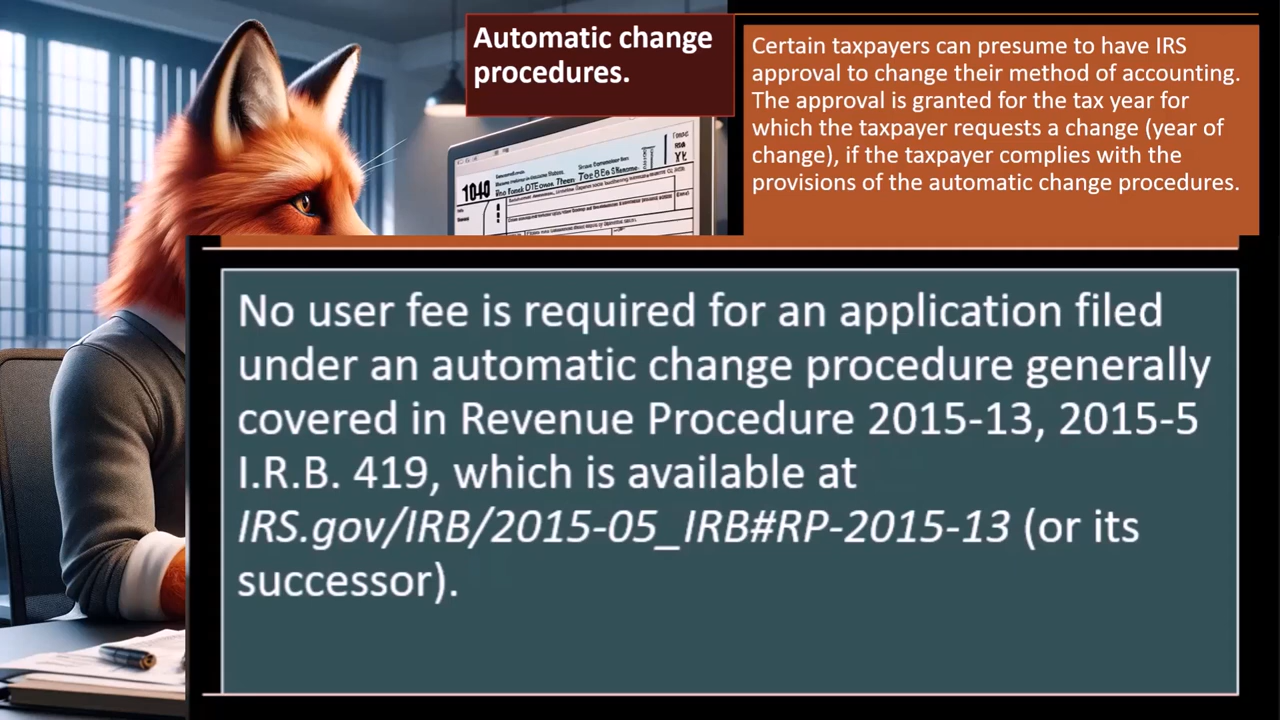 Automatic change
procedures.
Certain taxpayers can presume to have IRS
approval to change their method of accounting.
The approval is granted for the tax year for
which the taxpayer requests a change (year of
change), if the taxpayer complies with the
provisions of the automatic change procedures.
1040
No user fee is required for an application filed
under an automatic change procedure generally
covered in Revenue Procedure 2015-13, 2015-5
I.R.B. 419, which is available at
IRS.gov/IRB/2015-05_IRB#RP-2015-13 (or its
successor).